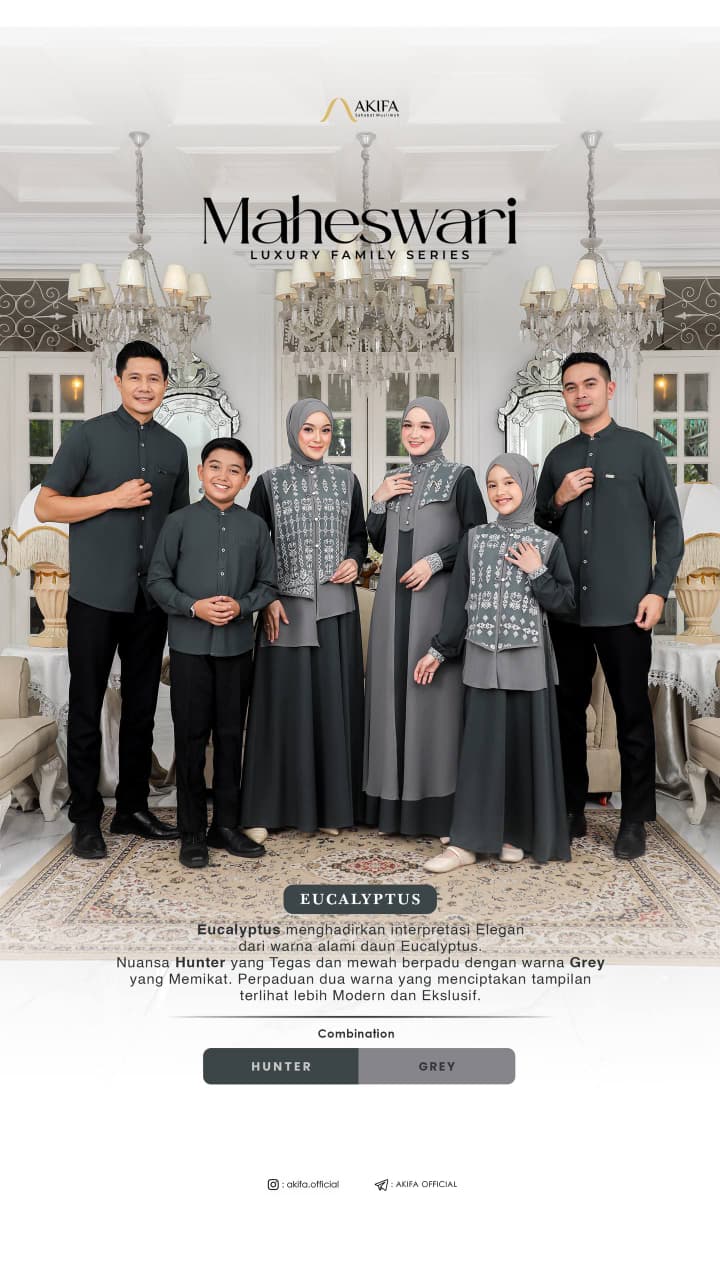 AKIFA
Sahabat Muslimah
Maheswari
LUXURY FAMILY SERIES
EUCALYPTUS
Eucalyptus menghadirkan interpretasi Elegan
dari warna alami daun Eucalyptus.
Nuansa Hunter yang Tegas dan mewah berpadu dengan warna Grey
yang Memikat. Perpaduan dua warna yang menciptakan tampilan
terlihat lebih Modern dan Ekslusif.
Combination
HUNTER GREY
: akifa.official : AKIFA OFFICIAL